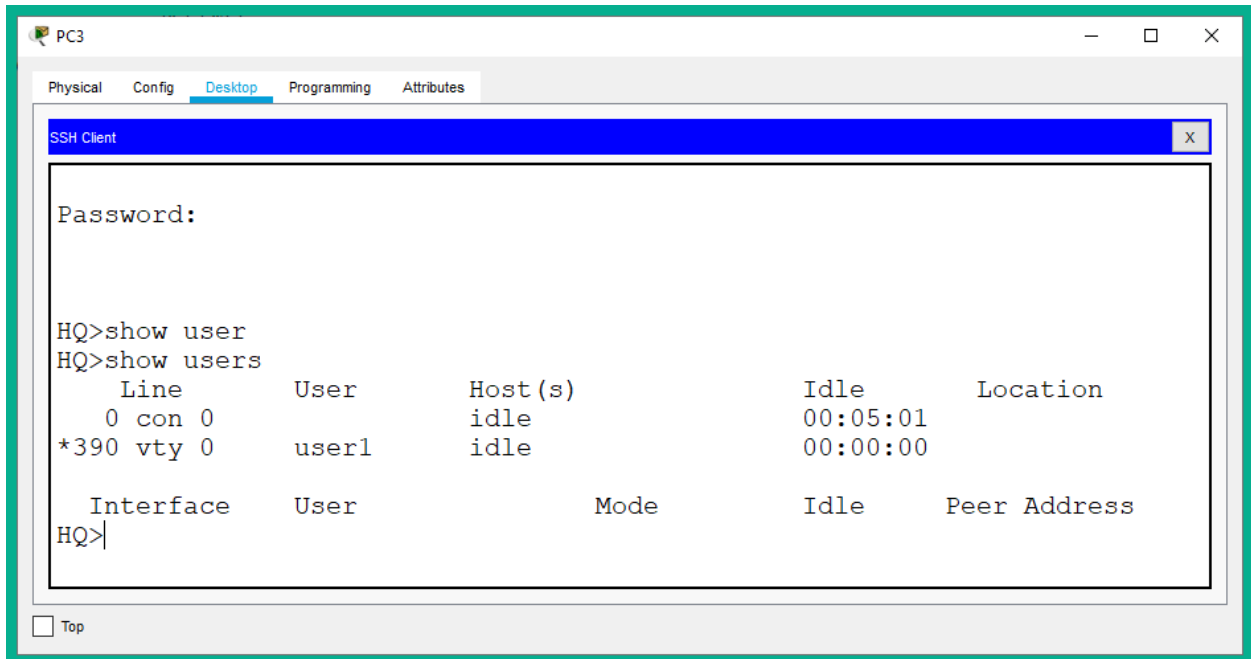 PC3
Physical Config Desktop Programming Attributes
SSH Client X
Password:
HQ>show user
HQ>show users
Line User Host(s) Idle Location
0 con 0 idle 00:05:01
*390 vty 0 user1 idle 00:00:00
Interface User Mode Idle Peer Address
HQ>
Top